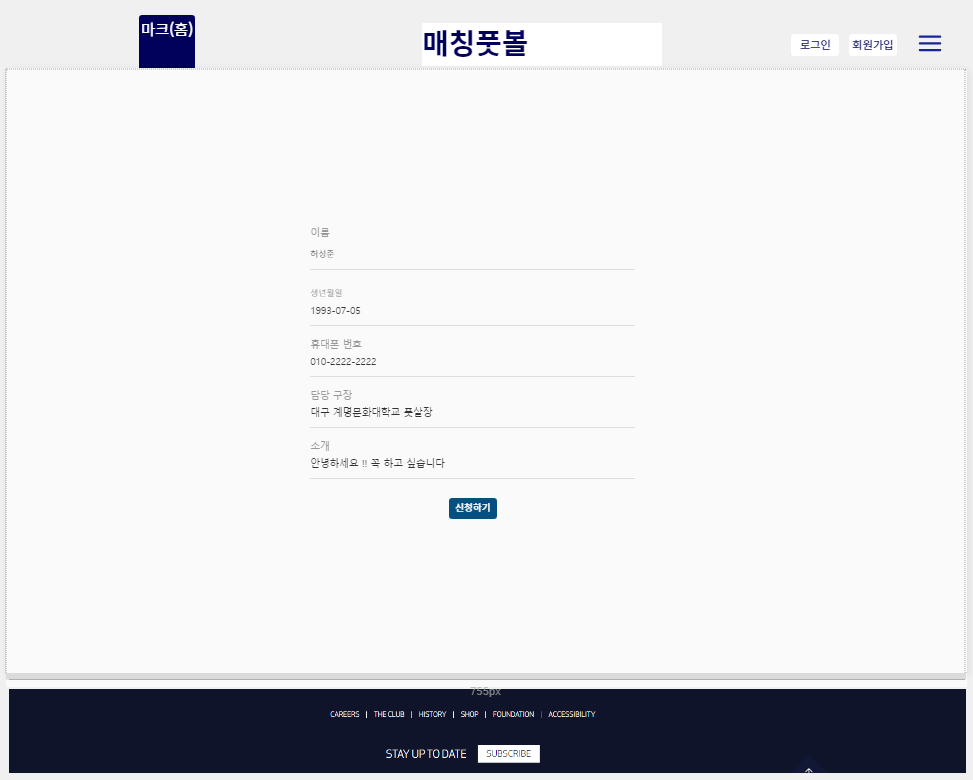 마크(홈)
매칭풋볼
로그인 회원가입
이름
허성준
생년월일
1993-07-05
휴대폰 번호
010-2222-2222
담당 구장
대구 계명문화대학교 풋살장
소개
안녕하세요 !! 꼭 하고 싶습니다
신청하기
755px
CAREERS | THE CLUB | HISTORY | SHOP | FOUNDATION | ACCESSIBILITY
STAY UP TO DATE SUBSCRIBE